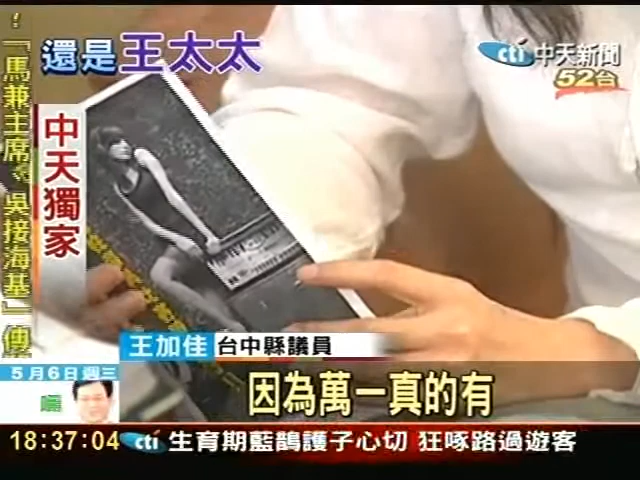 還是王太太
cti 中天新聞
52台
！「馬兼主席《吳接海基」傳
中天獨家
王加佳 台中縣議員
5月6日週三
因為萬一真的有
18:37:04 cti 生育期藍鵲護子心切 狂啄路過遊客